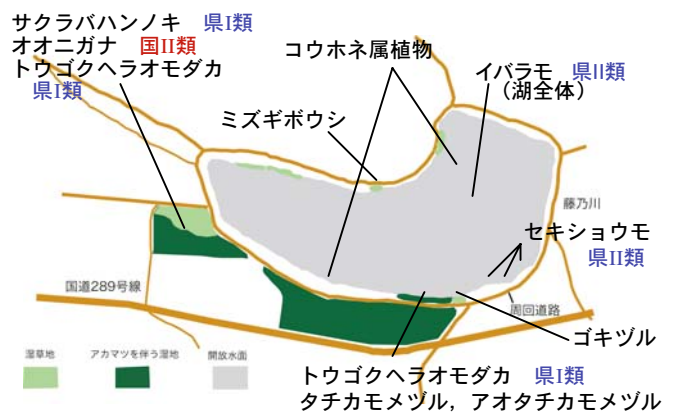 サクラバハンノキ　県I類
オオニガナ　国II類
トウゴクヘラオモダカ
県I類
コウホネ属植物
イバラモ　県II類
（湖全体）
ミズギボウシ
藤乃川
セキショウモ
県II類
国道289号線
周回道路
ゴキヅル
湿草地
アカマツを伴う湿地
開放水面
トウゴクヘラオモダカ　県I類
タチカモメヅル，アオタチカモメヅル